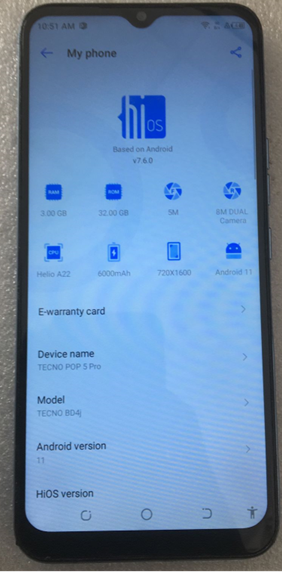 10:51 AM
My phone
hi
OS
Based on Android
v7.6.0
RAM
ROM
3.00 GB
32.00 GB
5M
8M DUAL
Camera
CPU
Helio A22
6000mAh
720X1600
Android 11
E-warranty card
Device name
TECNO POP 5 Pro
Model
TECNO BD4j
Android version
11
HiOS version